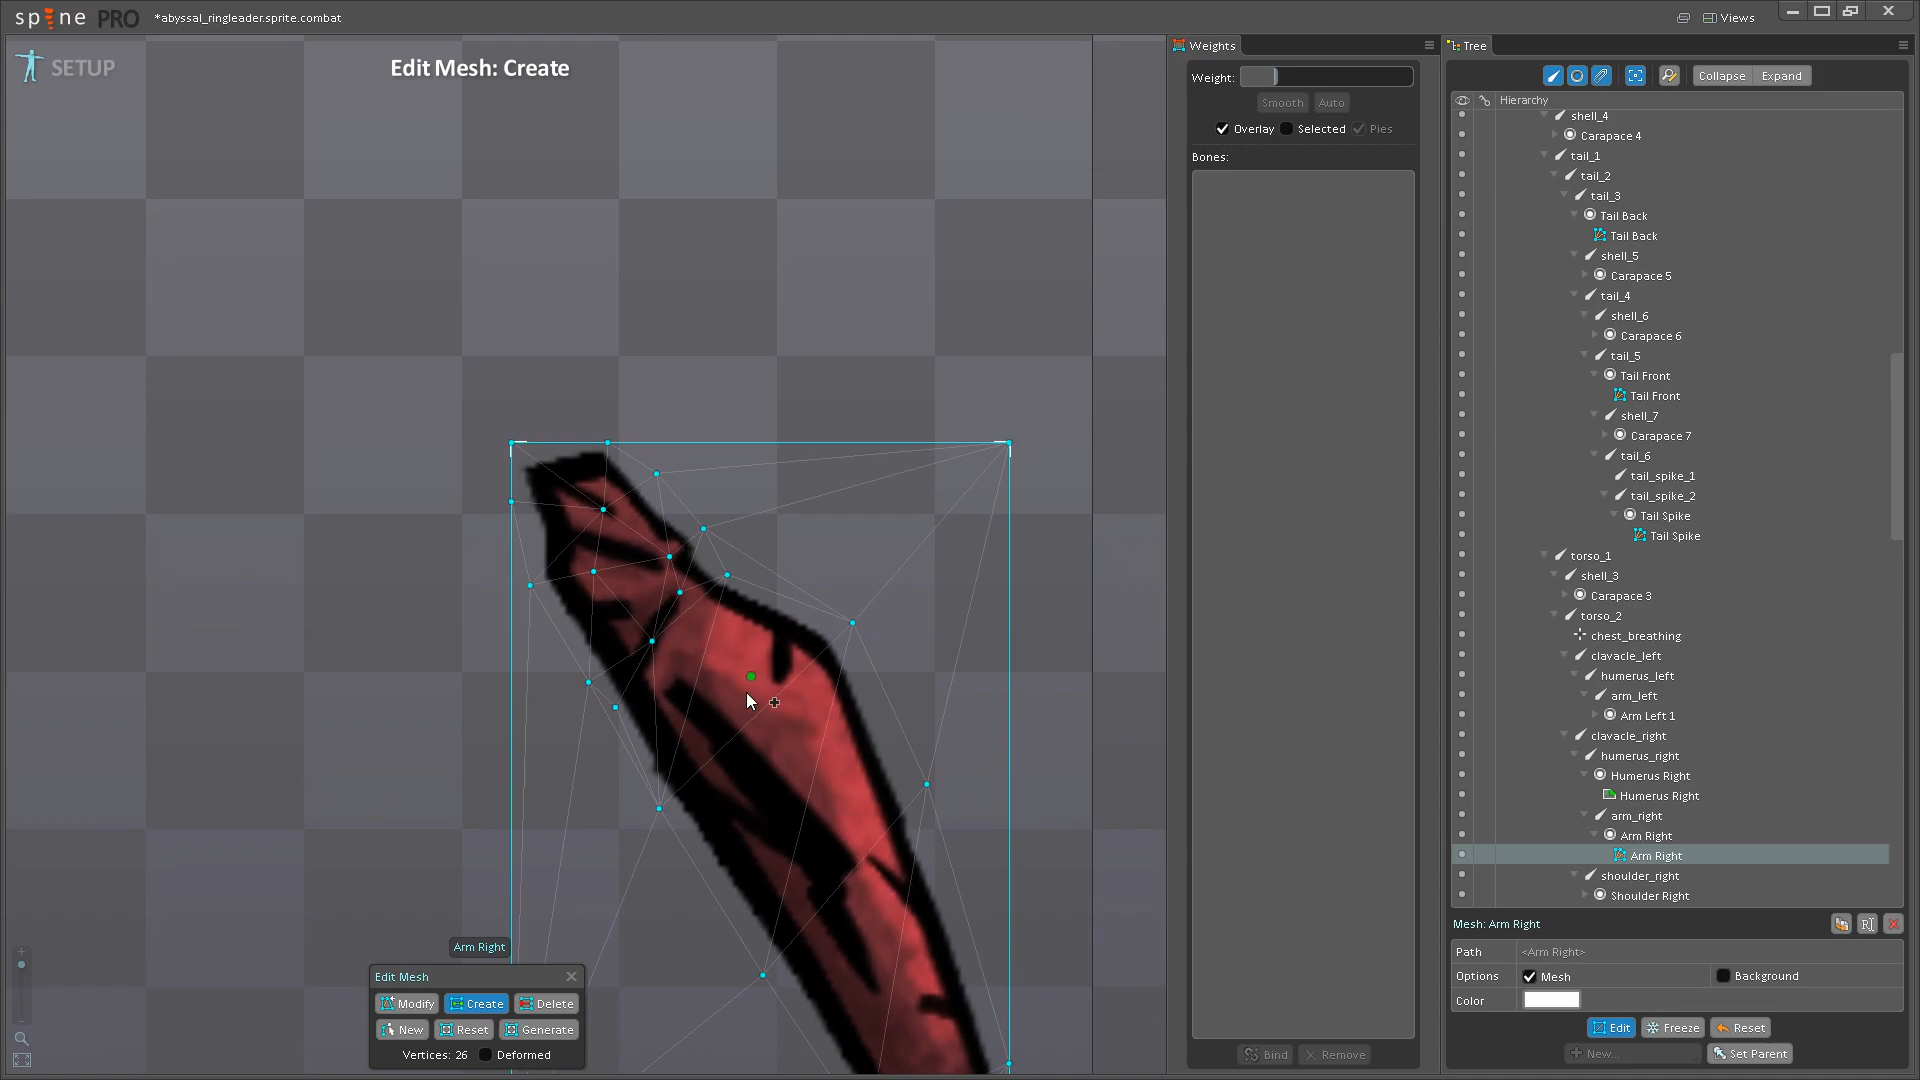 spine PRO *abyssal_ringleader.sprite.combat Views
SETUP
Edit Mesh: Create
Weights
Weight:
Smooth Auto
Overlay Selected Pies
Bones:
Bind Remove
Tree
Collapse Expand
Hierarchy
shell_4
Carapace 4
tail_1
tail_2
tail_3
Tail Back
Tail Back
shell_5
Carapace 5
tail_4
shell_6
Carapace 6
tail_5
Tail Front
Tail Front
shell_7
Carapace 7
tail_6
tail_spike_1
tail_spike_2
Tail Spike
Tail Spike
torso_1
shell_3
Carapace 3
torso_2
chest_breathing
clavacle_left
humerus_left
arm_left
Arm Left 1
clavacle_right
humerus_right
Humerus Right
Humerus Right
arm_right
Arm Right
Arm Right
shoulder_right
Shoulder Right
Mesh: Arm Right
Path <Arm Right>
Options Mesh Background
Color
Edit Freeze Reset
New... Set Parent
Arm Right
Edit Mesh
Modify Create Delete
New Reset Generate
Vertices: 26 Deformed